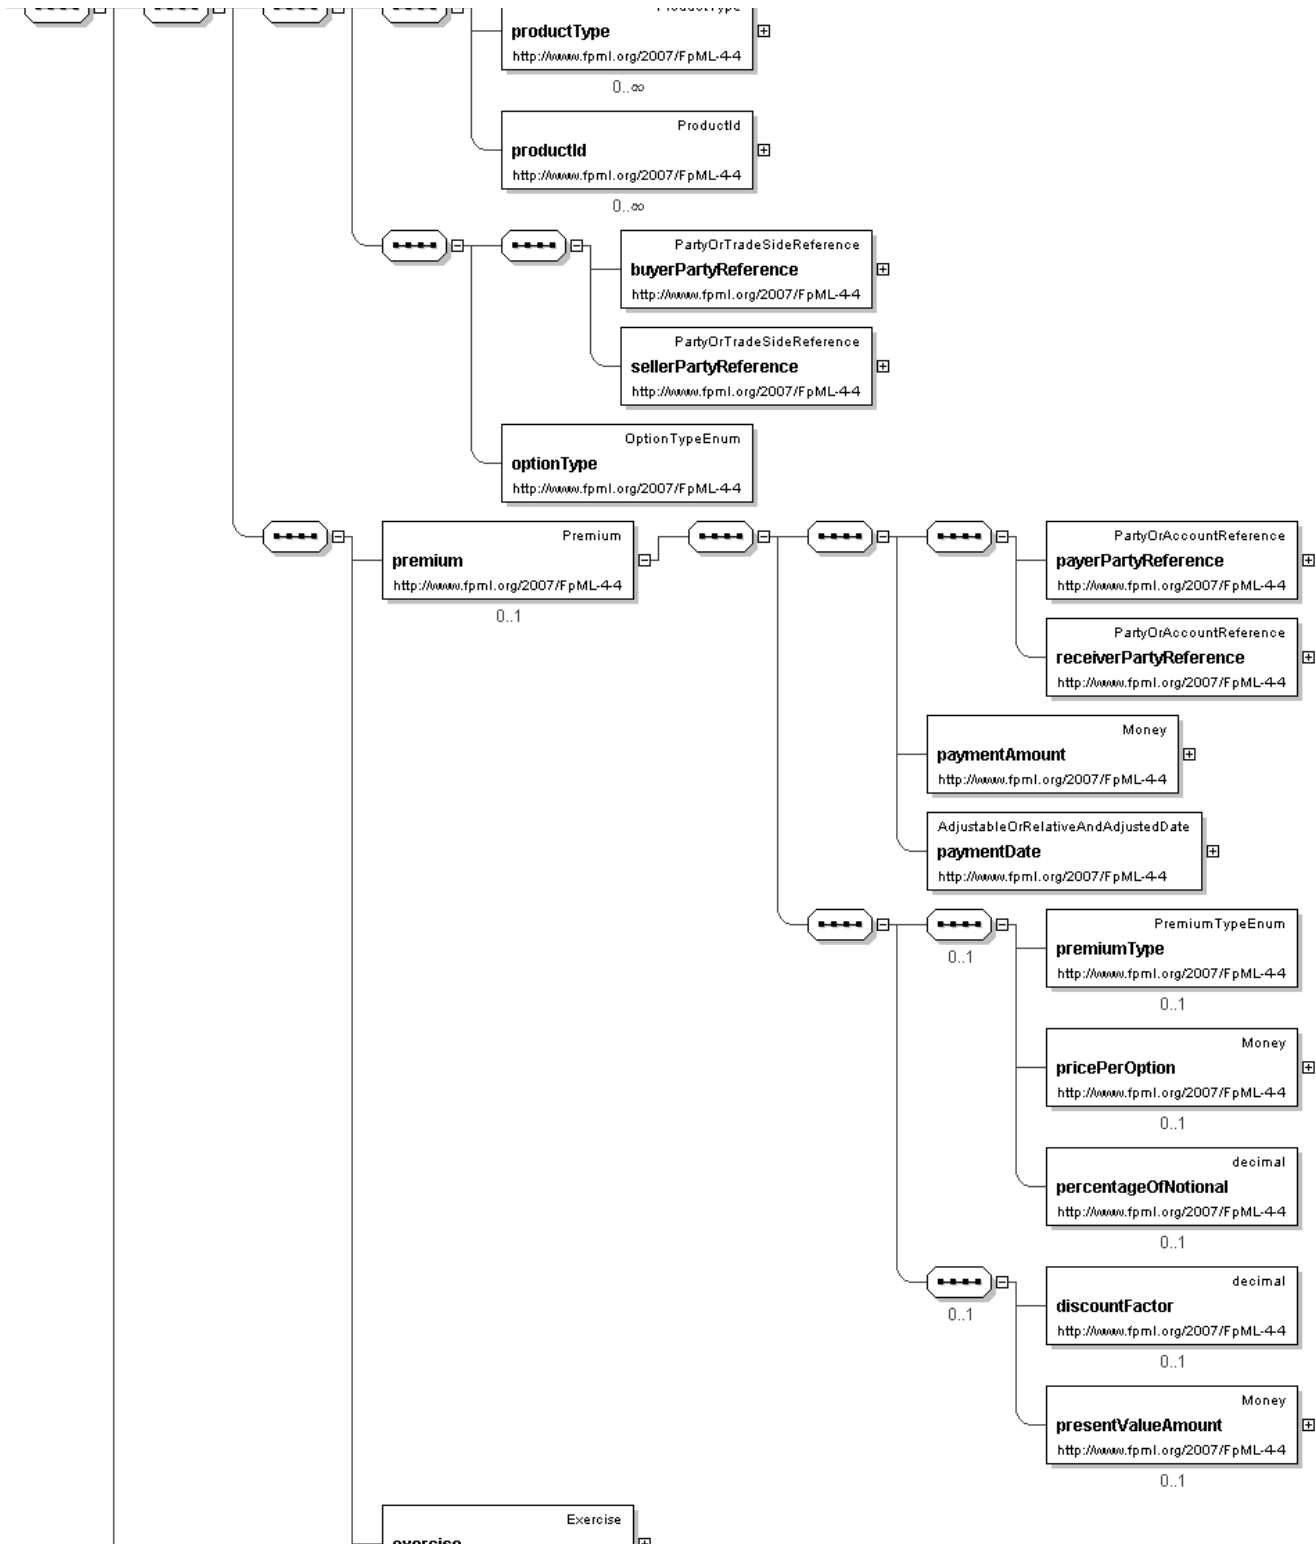 ProductType
productType
http://www.fpml.org/2007/FpML-4-4
0..∞
ProductId
productId
http://www.fpml.org/2007/FpML-4-4
0..∞
PartyOrTradeSideReference
buyerPartyReference
http://www.fpml.org/2007/FpML-4-4
PartyOrTradeSideReference
sellerPartyReference
http://www.fpml.org/2007/FpML-4-4
OptionTypeEnum
optionType
http://www.fpml.org/2007/FpML-4-4
Premium
premium
http://www.fpml.org/2007/FpML-4-4
0..1
PartyOrAccountReference
payerPartyReference
http://www.fpml.org/2007/FpML-4-4
PartyOrAccountReference
receiverPartyReference
http://www.fpml.org/2007/FpML-4-4
Money
paymentAmount
http://www.fpml.org/2007/FpML-4-4
AdjustableOrRelativeAndAdjustedDate
paymentDate
http://www.fpml.org/2007/FpML-4-4
0..1
PremiumTypeEnum
premiumType
http://www.fpml.org/2007/FpML-4-4
0..1
Money
pricePerOption
http://www.fpml.org/2007/FpML-4-4
0..1
decimal
percentageOfNotional
http://www.fpml.org/2007/FpML-4-4
0..1
0..1
decimal
discountFactor
http://www.fpml.org/2007/FpML-4-4
0..1
Money
presentValueAmount
http://www.fpml.org/2007/FpML-4-4
0..1
Exercise
exercise